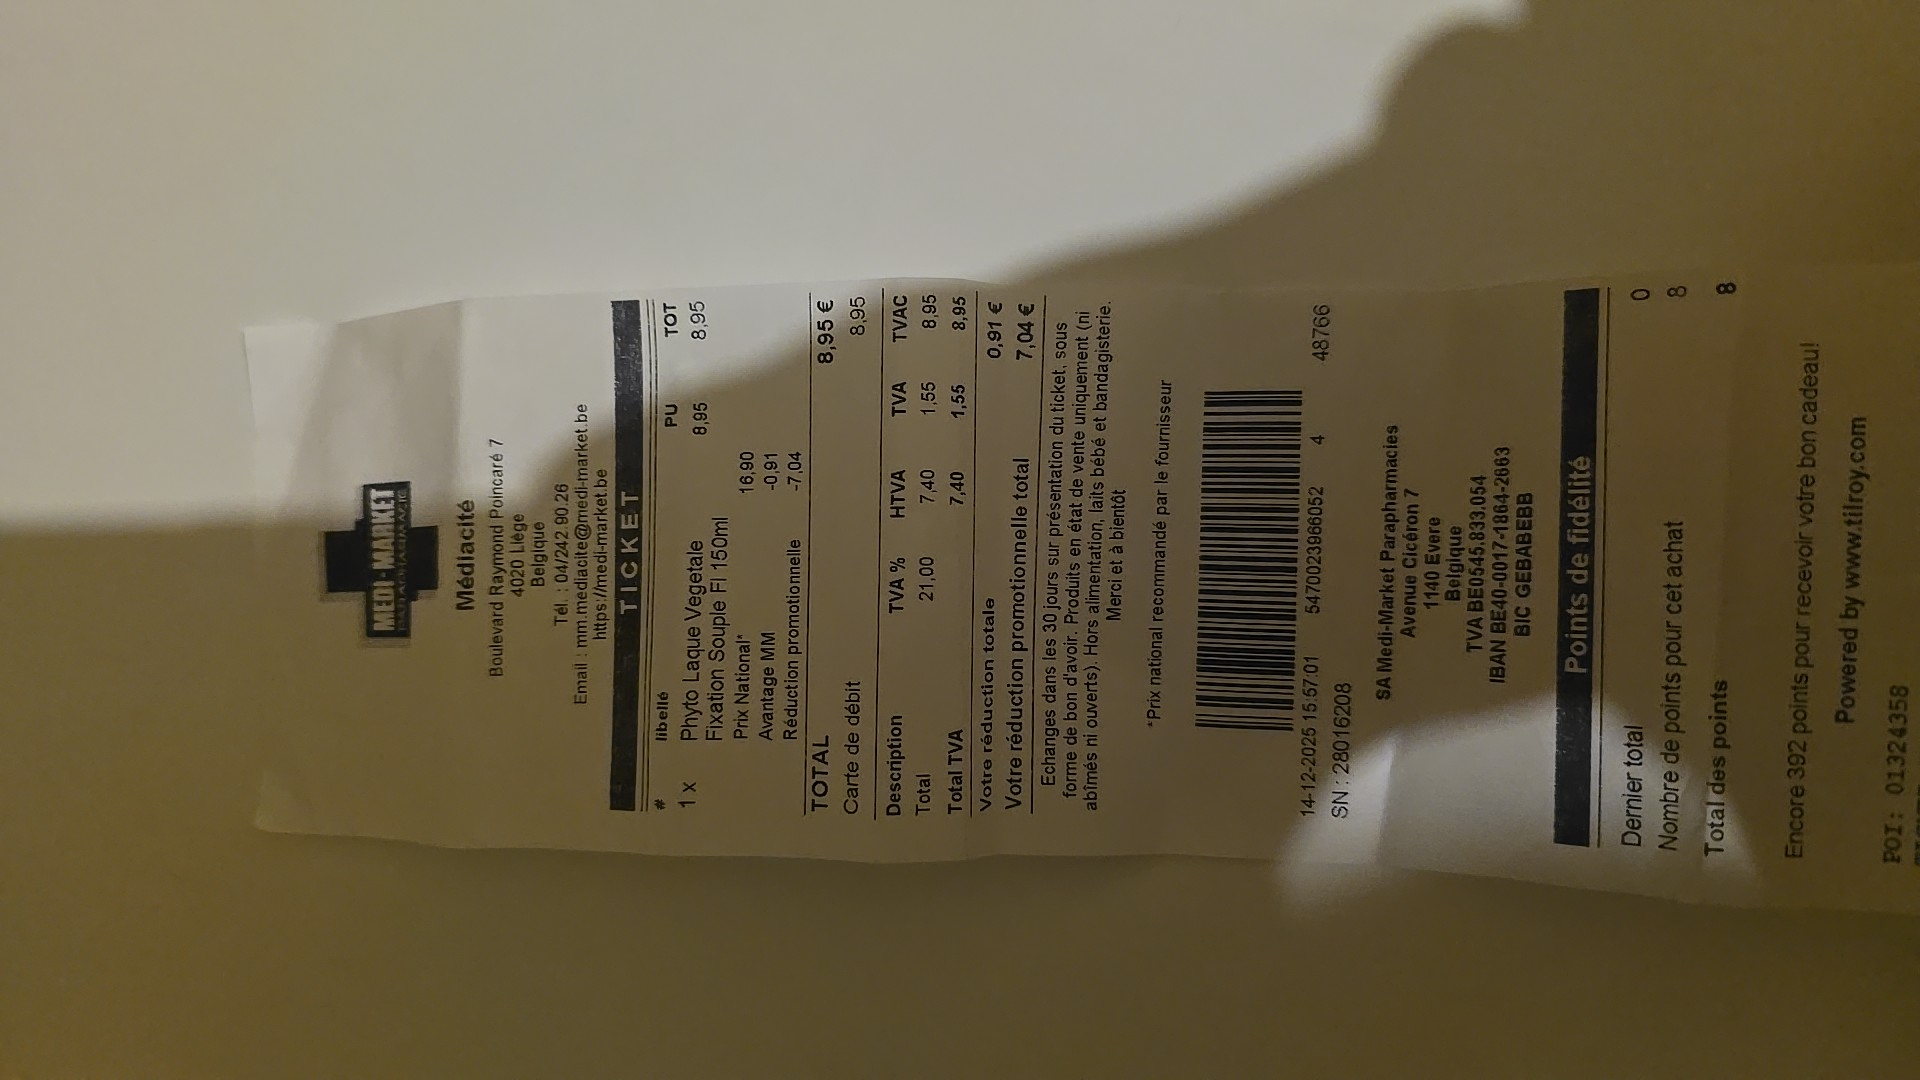 MEDI-MARKET
PARAPHARMACIE
Médiacité
Boulevard Raymond Poincaré 7
4020 Liège
Belgique
Tél. : 04/242.90.26
Email : mm.mediacite@medi-market.be
https://medi-market.be
TICKET
# libellé PU TOT
1 x Phyto Laque Vegetale 8,95 8,95
Fixation Souple Fl 150ml
Prix National* 16,90
Avantage MM -0,91
Réduction promotionnelle -7,04
TOTAL 8,95 €
Carte de débit 8,95
Description TVA % HTVA TVA TVAC
Total 21,00 7,40 1,55 8,95
Total TVA 7,40 1,55 8,95
Votre réduction totale 0,91 €
Votre réduction promotionnelle total 7,04 €
Echanges dans les 30 jours sur présentation du ticket, sous
forme de bon d'avoir. Produits en état de vente uniquement (ni
abîmés ni ouverts). Hors alimentation, laits bébé et bandagisterie.
Merci et à bientôt
*Prix national recommandé par le fournisseur
14-12-2025 15:57:01 5470023966052 4 48766
SN : 28016208
SA Medi-Market Parapharmacies
Avenue Cicéron 7
1140 Evere
Belgique
TVA BE0545.833.054
IBAN BE40-0017-1864-2663
BIC GEBABEBB
Points de fidélité
Dernier total 0
Nombre de points pour cet achat 8
Total des points 8
Encore 392 points pour recevoir votre bon cadeau!
Powered by www.tilroy.com
POI: 01324358